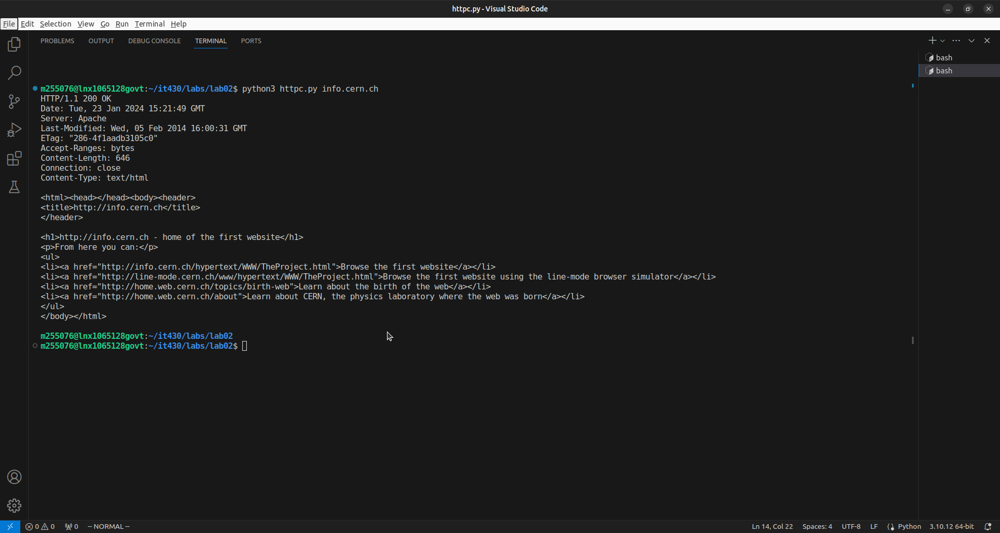 httpc.py - Visual Studio Code
File Edit Selection View Go Run Terminal Help
PROBLEMS OUTPUT DEBUG CONSOLE TERMINAL PORTS
bash
bash
m255076@lnx1065128govt:~/it430/labs/lab02$ python3 httpc.py info.cern.ch
HTTP/1.1 200 OK
Date: Tue, 23 Jan 2024 15:21:49 GMT
Server: Apache
Last-Modified: Wed, 05 Feb 2014 16:00:31 GMT
ETag: "286-4f1aadb3105c0"
Accept-Ranges: bytes
Content-Length: 646
Connection: close
Content-Type: text/html

<html><head></head><body><header>
<title>http://info.cern.ch</title>
</header>

<h1>http://info.cern.ch - home of the first website</h1>
<p>From here you can:</p>
<ul>
<li><a href="http://info.cern.ch/hypertext/WWW/TheProject.html">Browse the first website</a></li>
<li><a href="http://line-mode.cern.ch/www/hypertext/WWW/TheProject.html">Browse the first website using the line-mode browser simulator</a></li>
<li><a href="http://home.web.cern.ch/topics/birth-web">Learn about the birth of the web</a></li>
<li><a href="http://home.web.cern.ch/about">Learn about CERN, the physics laboratory where the web was born</a></li>
</ul>
</body></html>

m255076@lnx1065128govt:~/it430/labs/lab02
m255076@lnx1065128govt:~/it430/labs/lab02$
0 0 0 -- NORMAL -- Ln 14, Col 22 Spaces: 4 UTF-8 LF Python 3.10.12 64-bit